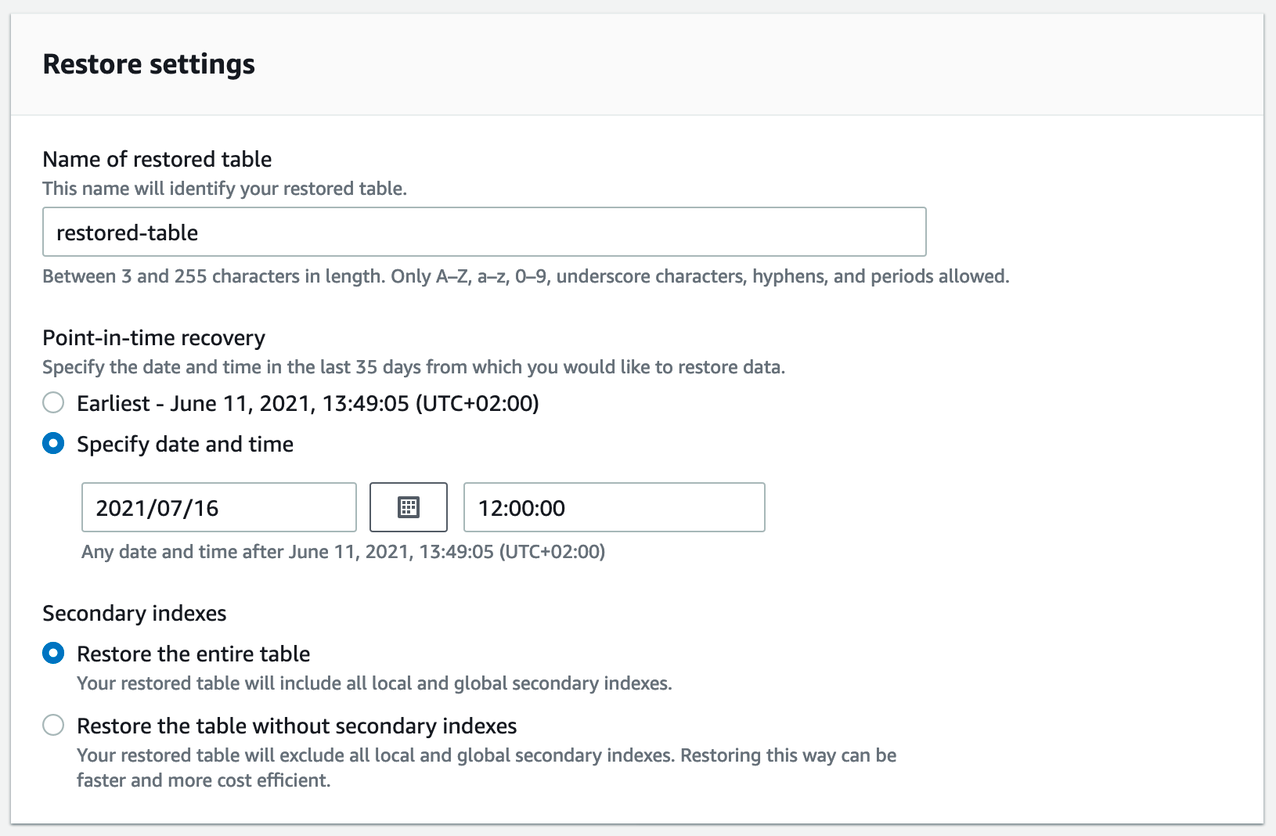 Restore settings
Name of restored table
This name will identify your restored table.
restored-table
Between 3 and 255 characters in length. Only A–Z, a–z, 0–9, underscore characters, hyphens, and periods allowed.
Point-in-time recovery
Specify the date and time in the last 35 days from which you would like to restore data.
Earliest - June 11, 2021, 13:49:05 (UTC+02:00)
Specify date and time
2021/07/16 12:00:00
Any date and time after June 11, 2021, 13:49:05 (UTC+02:00)
Secondary indexes
Restore the entire table
Your restored table will include all local and global secondary indexes.
Restore the table without secondary indexes
Your restored table will exclude all local and global secondary indexes. Restoring this way can be
faster and more cost efficient.